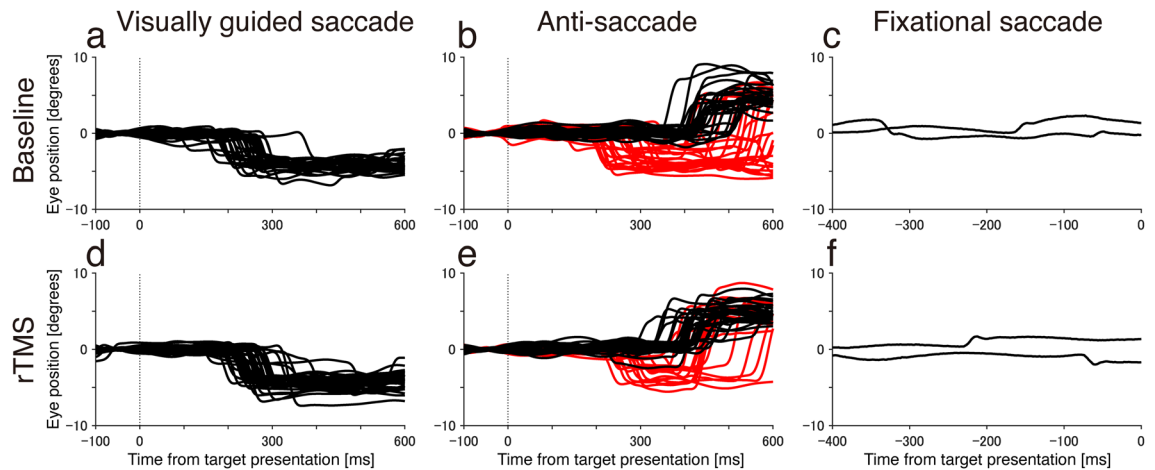 Visually guided saccade Anti-saccade Fixational saccade
a b c
Baseline
Eye position [degrees]
10 10 10
0 0 0
−10 −10 −10
−100 0 300 600 −100 0 300 600 −400 −300 −200 −100 0
d e f
rTMS
Eye position [degrees]
10 10 10
0 0 0
−10 −10 −10
−100 0 300 600 −100 0 300 600 −400 −300 −200 −100 0
Time from target presentation [ms] Time from target presentation [ms] Time from target presentation [ms]